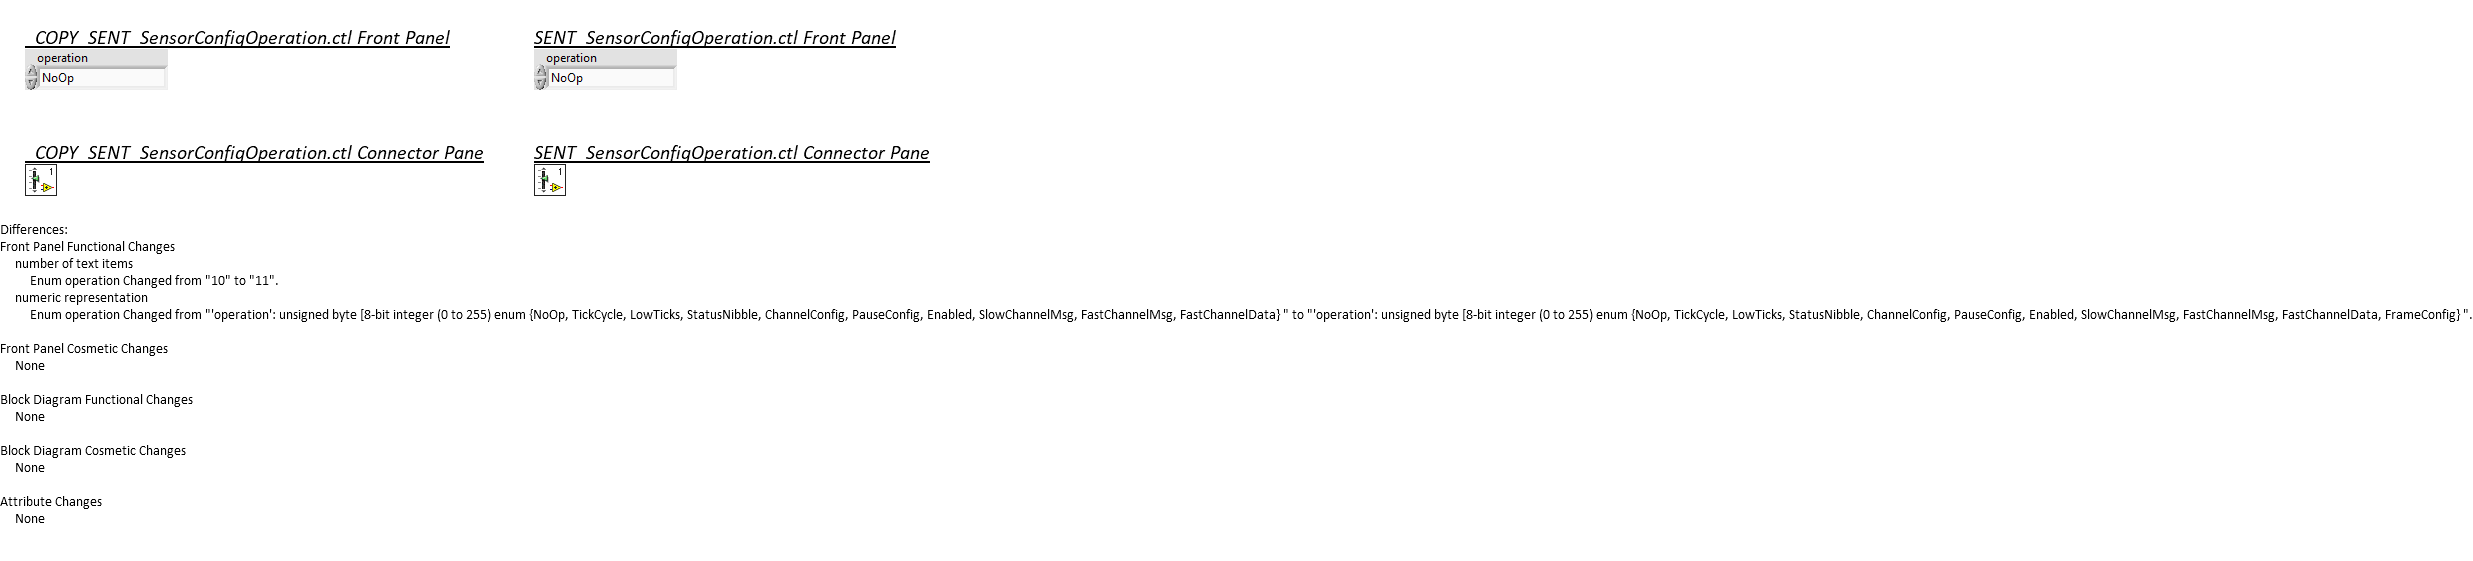 _COPY_SENT_SensorConfigOperation.ctl Front Panel
SENT_SensorConfigOperation.ctl Front Panel
operation
operation
NoOp
NoOp
_COPY_SENT_SensorConfigOperation.ctl Connector Pane
SENT_SensorConfigOperation.ctl Connector Pane
1
1
Differences:
Front Panel Functional Changes
number of text items
Enum operation Changed from "10" to "11".
numeric representation
Enum operation Changed from "'operation': unsigned byte [8-bit integer (0 to 255) enum {NoOp, TickCycle, LowTicks, StatusNibble, ChannelConfig, PauseConfig, Enabled, SlowChannelMsg, FastChannelMsg, FastChannelData} " to "'operation': unsigned byte [8-bit integer (0 to 255) enum {NoOp, TickCycle, LowTicks, StatusNibble, ChannelConfig, PauseConfig, Enabled, SlowChannelMsg, FastChannelMsg, FastChannelData, FrameConfig} ".
Front Panel Cosmetic Changes
None
Block Diagram Functional Changes
None
Block Diagram Cosmetic Changes
None
Attribute Changes
None